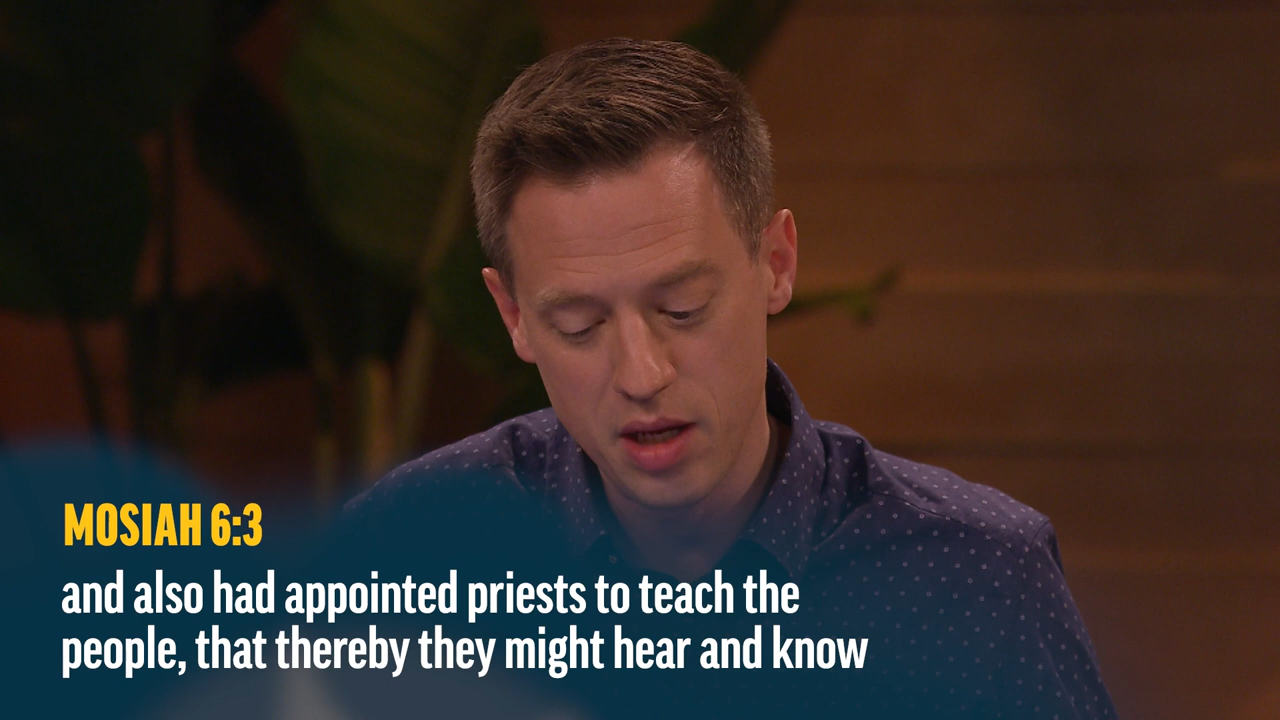 MOSIAH 6:3
and also had appointed priests to teach the
people, that thereby they might hear and know